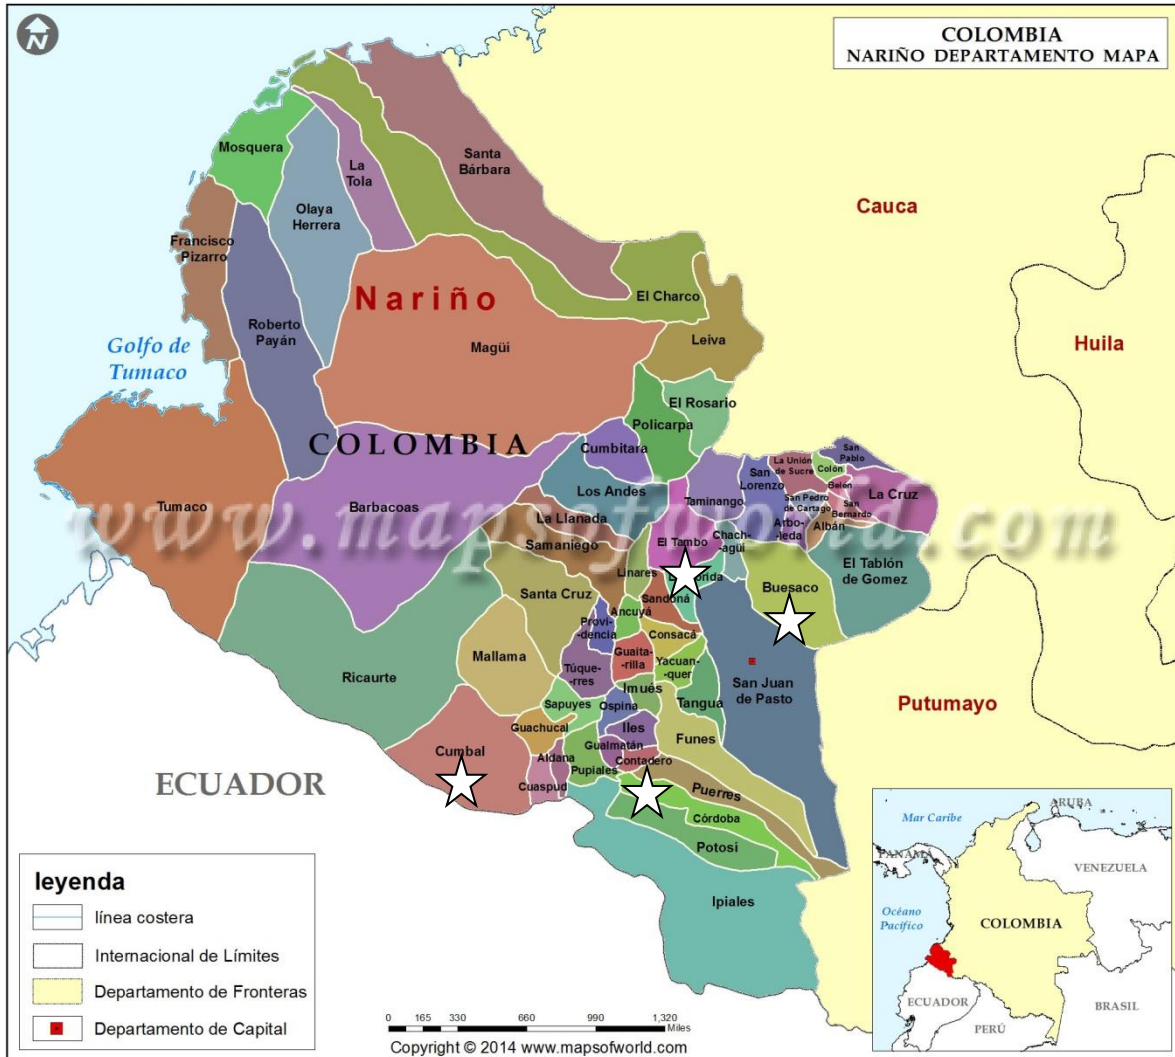 N
COLOMBIA
NARIÑO DEPARTAMENTO MAPA
Mosquera
La
Tola
Santa
Bárbara
Olaya
Herrera
Cauca
Francisco
Pizarro
Nariño
El Charco
Roberto
Payán
Magüi
Leiva
Huila
Golfo de
Tumaco
El Rosario
Policarpa
COLOMBIA
Cumbitara
San
Pablo
La Unión
de Sucre
Colón
San
Lorenzo
Belén
La Cruz
Los Andes
Taminango
San Pedro
de Cartago
San
Bernardo
Tumaco
Barbacoas
www.mapsofworld.com
La Llanada
Arbo-
-leda
Albán
Samaniego
El Tambo
Chach-
-agüi
El Tablón
de Gomez
Linares
Buesaco
Santa Cruz
Sandoná
Ancuyá
Provi-
-dencia
Consacá
Mallama
Guaita-
-rilla
Yacuan-
-quer
Ricaurte
Túque-
-rres
San Juan
de Pasto
Imués
Tangua
Putumayo
Sapuyes
Ospina
Guachucal
Iles
Funes
Cumbal
Gualmatán
Aldana
Contadero
Pupiales
Cuaspud
ECUADOR
Puerres
Córdoba
Potosi
Ipiales
leyenda
línea costera
Internacional de Límites
Departamento de Fronteras
Departamento de Capital
0 165 330 660 990 1,320
Miles
Copyright © 2014 www.mapsofworld.com
ARUBA
Mar Caribe
PANAMÁ
VENEZUELA
Océano
Pacífico
COLOMBIA
ECUADOR
PERÚ
BRASIL